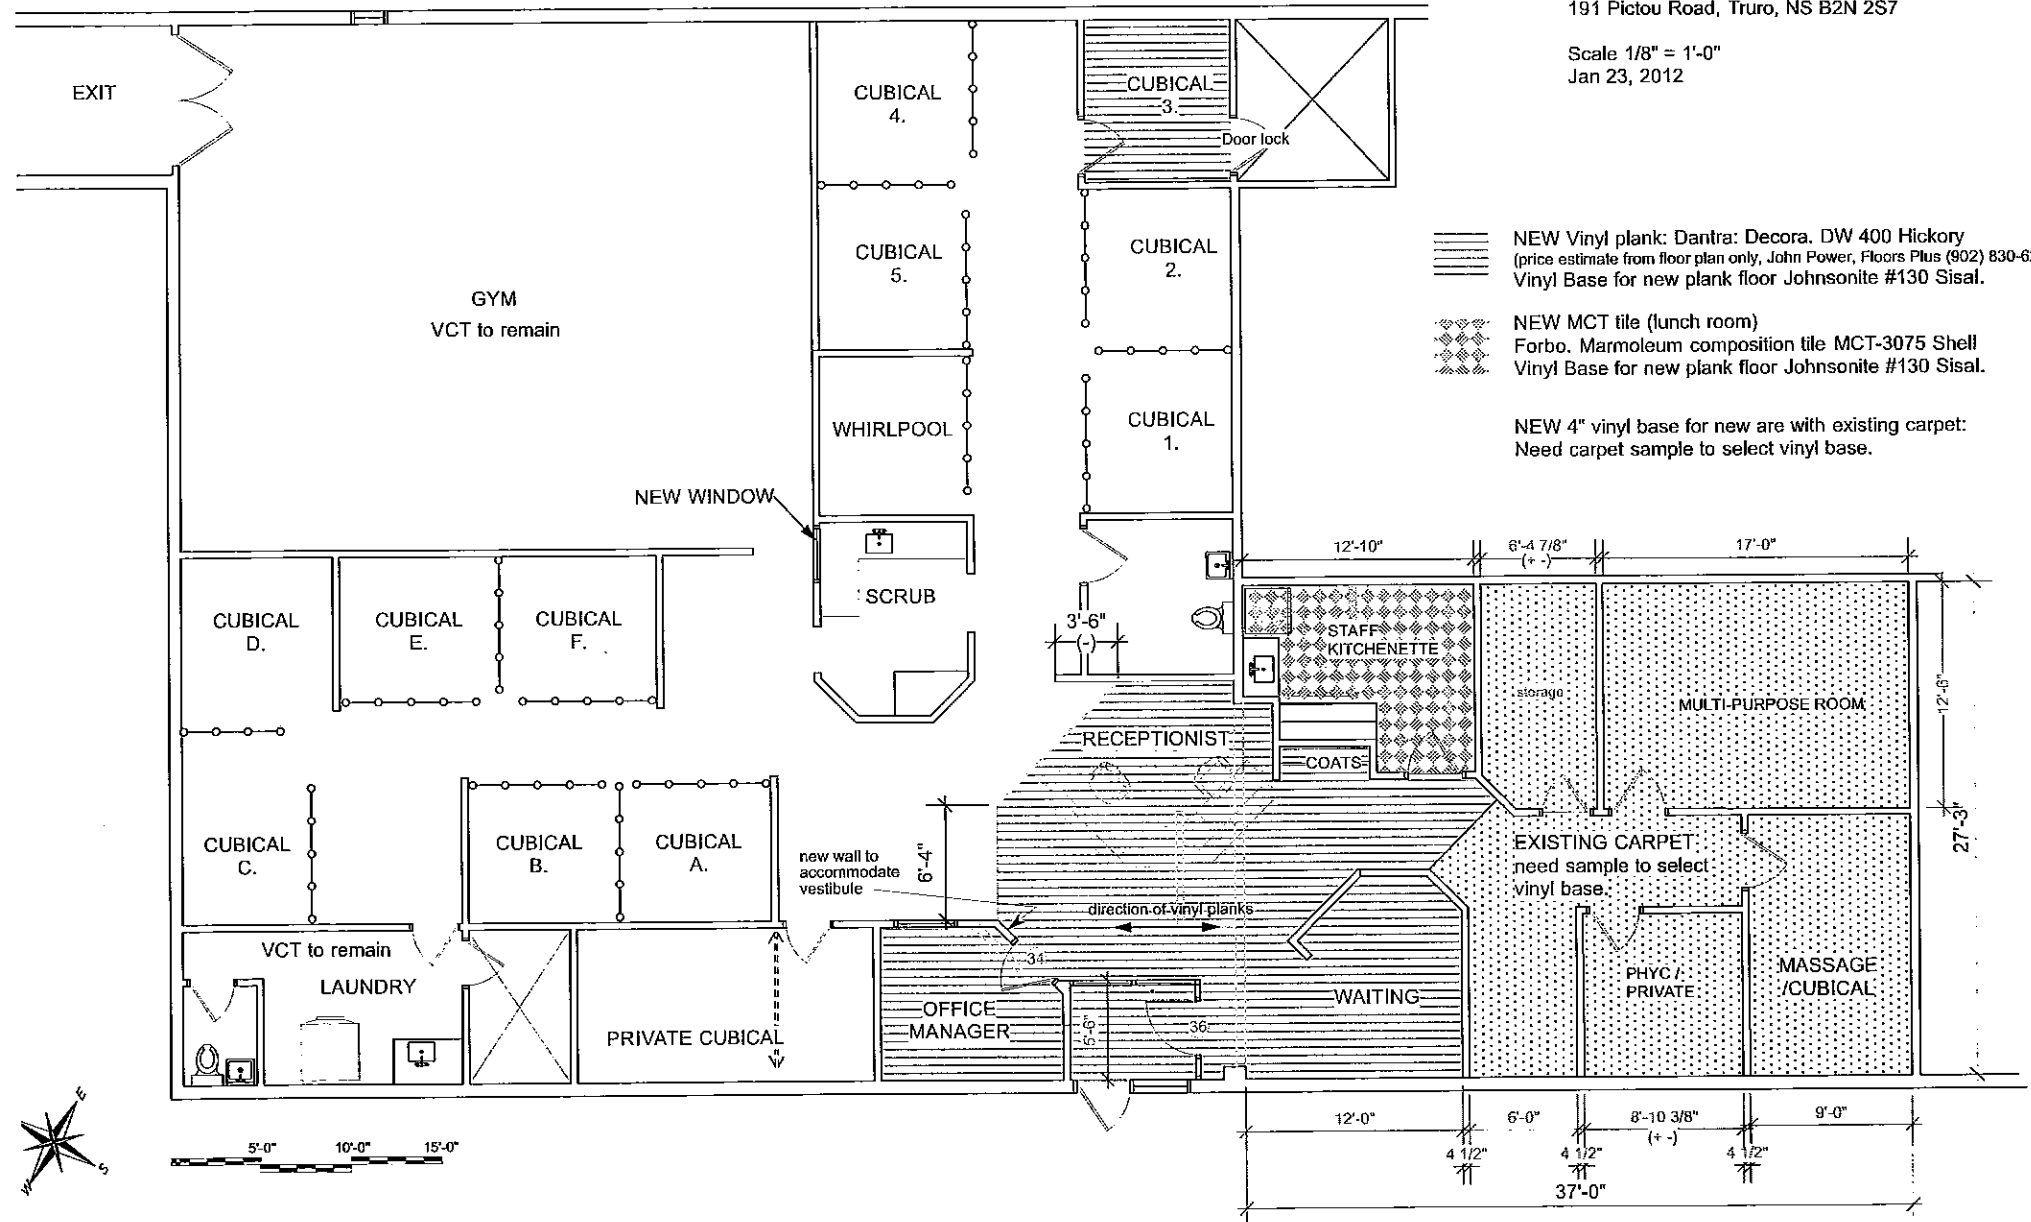 191 Pictou Road, Truro, NS B2N 2S7
Scale 1/8" = 1'-0"
Jan 23, 2012
EXIT
CUBICAL
4.
CUBICAL
3.
Door lock
GYM
VCT to remain
CUBICAL
5.
CUBICAL
2.
NEW Vinyl plank: Dantra: Decora. DW 400 Hickory
(price estimate from floor plan only, John Power, Floors Plus (902) 830-6
Vinyl Base for new plank floor Johnsonite #130 Sisal.
NEW MCT tile (lunch room)
Forbo. Marmoleum composition tile MCT-3075 Shell
Vinyl Base for new plank floor Johnsonite #130 Sisal.
NEW 4" vinyl base for new are with existing carpet:
Need carpet sample to select vinyl base.
WHIRLPOOL
CUBICAL
1.
NEW WINDOW
SCRUB
12'-10"
6'-4 7/8"
(+ -)
17'-0"
CUBICAL
D.
CUBICAL
E.
CUBICAL
F.
3'-6"
(-)
STAFF
KITCHENETTE
storage
MULTI-PURPOSE ROOM
12'-6"
27'-3"
RECEPTIONIST
COATS
CUBICAL
C.
CUBICAL
B.
CUBICAL
A.
new wall to
accommodate
vestibule
6'-4"
direction of vinyl planks
EXISTING CARPET
need sample to select
vinyl base.
VCT to remain
LAUNDRY
PRIVATE CUBICAL
34
OFFICE
MANAGER
5'-6"
36
WAITING
PHYC /
PRIVATE
MASSAGE
/CUBICAL
E
S
W
5'-0"
10'-0"
15'-0"
12'-0"
6'-0"
8'-10 3/8"
(+ -)
9'-0"
4 1/2"
4 1/2"
4 1/2"
37'-0"